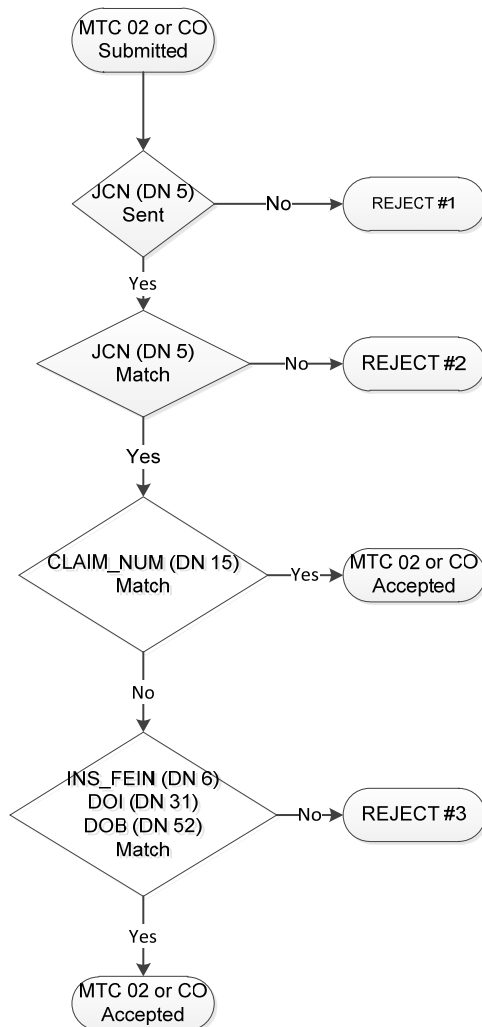 MTC 02 or CO
Submitted
JCN (DN 5)
Sent
No
REJECT #1
Yes
JCN (DN 5)
Match
No
REJECT #2
Yes
CLAIM_NUM (DN 15)
Match
Yes
MTC 02 or CO
Accepted
No
INS_FEIN (DN 6)
DOI (DN 31)
DOB (DN 52)
Match
No
REJECT #3
Yes
MTC 02 or CO
Accepted